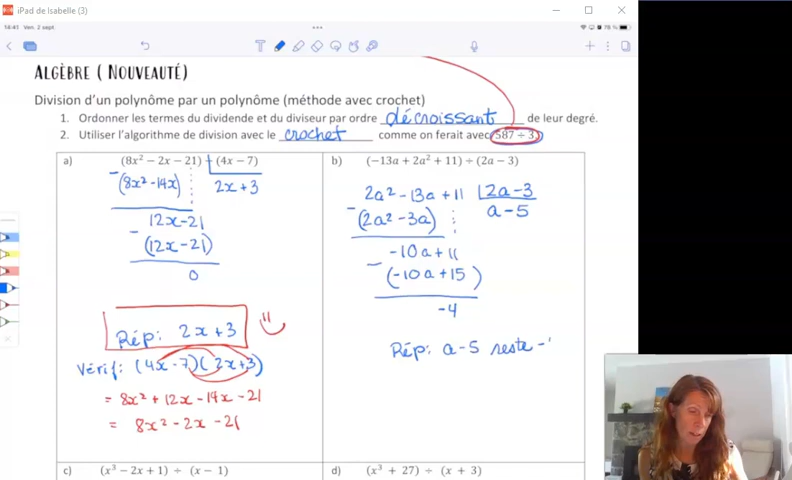 iPad de Isabelle (3)
14:41 Ven. 2 sept.
78 %
ALGÈBRE ( NOUVEAUTÉ)
Division d'un polynôme par un polynôme (méthode avec crochet)
1. Ordonner les termes du dividende et du diviseur par ordre décroissant de leur degré.
2. Utiliser l'algorithme de division avec le crochet comme on ferait avec 587 ÷ 3
a) (8x² − 2x − 21) ÷ (4x − 7)
−(8x² − 14x) 2x + 3
12x − 21
− (12x − 21)
0
Rép: 2x + 3
Vérif: (4x − 7)(2x + 3)
= 8x² + 12x − 14x − 21
= 8x² − 2x − 21
b) (−13a + 2a² + 11) ÷ (2a − 3)
2a² − 13a + 11 2a − 3
−(2a² − 3a) a − 5
−10a + 11
− (−10a + 15)
−4
Rép: a − 5 reste −
c) (x³ − 2x + 1) ÷ (x − 1)
d) (x³ + 27) ÷ (x + 3)